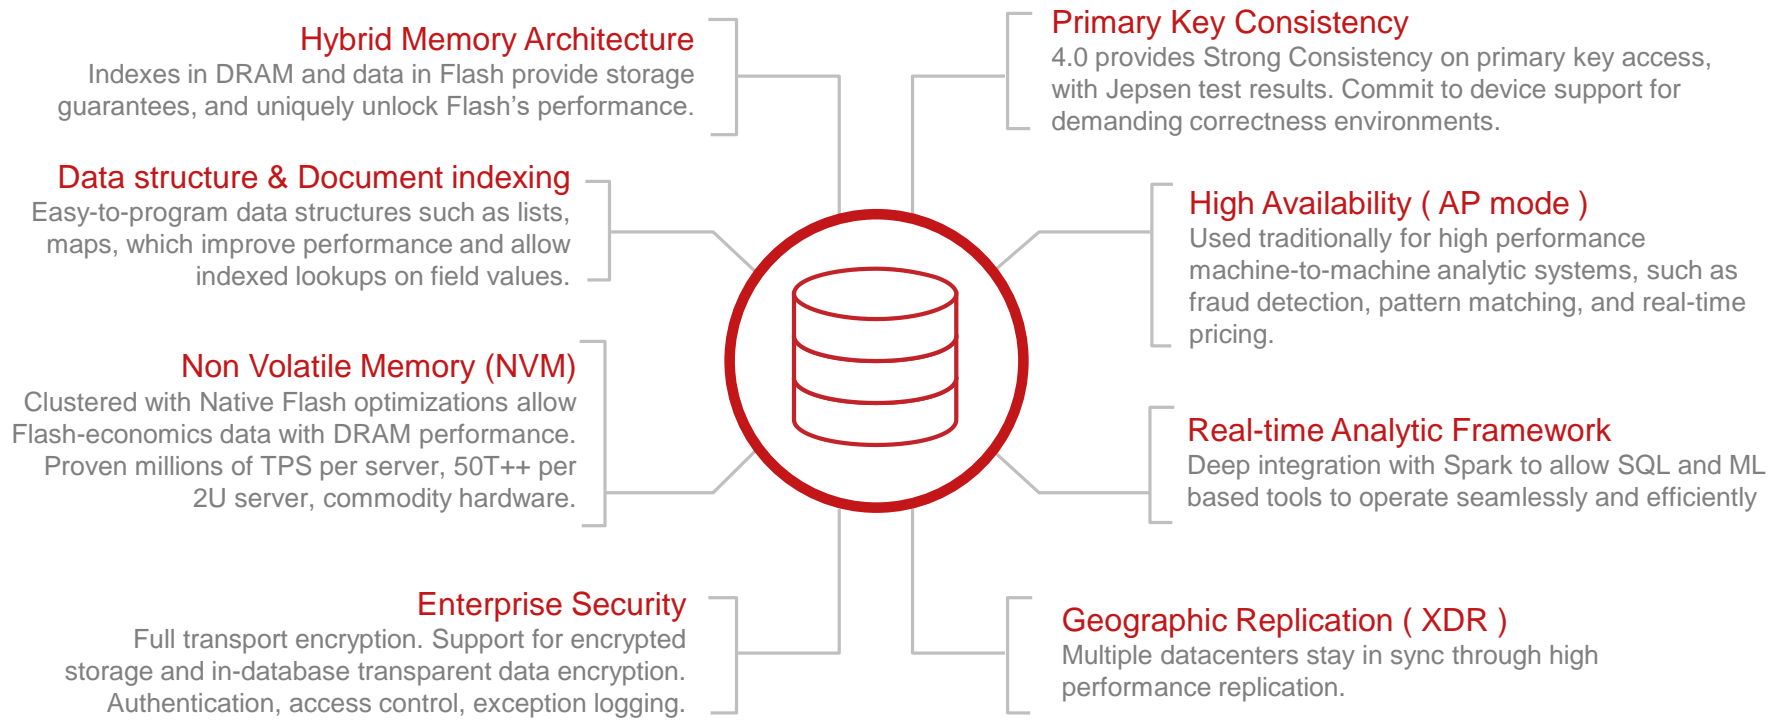 Hybrid Memory Architecture
Indexes in DRAM and data in Flash provide storage
guarantees, and uniquely unlock Flash's performance.
Data structure & Document indexing
Easy-to-program data structures such as lists,
maps, which improve performance and allow
indexed lookups on field values.
Non Volatile Memory (NVM)
Clustered with Native Flash optimizations allow
Flash-economics data with DRAM performance.
Proven millions of TPS per server, 50T++ per
2U server, commodity hardware.
Enterprise Security
Full transport encryption. Support for encrypted
storage and in-database transparent data encryption.
Authentication, access control, exception logging.
Primary Key Consistency
4.0 provides Strong Consistency on primary key access,
with Jepsen test results. Commit to device support for
demanding correctness environments.
High Availability ( AP mode )
Used traditionally for high performance
machine-to-machine analytic systems, such as
fraud detection, pattern matching, and real-time
pricing.
Real-time Analytic Framework
Deep integration with Spark to allow SQL and ML
based tools to operate seamlessly and efficiently
Geographic Replication ( XDR )
Multiple datacenters stay in sync through high
performance replication.